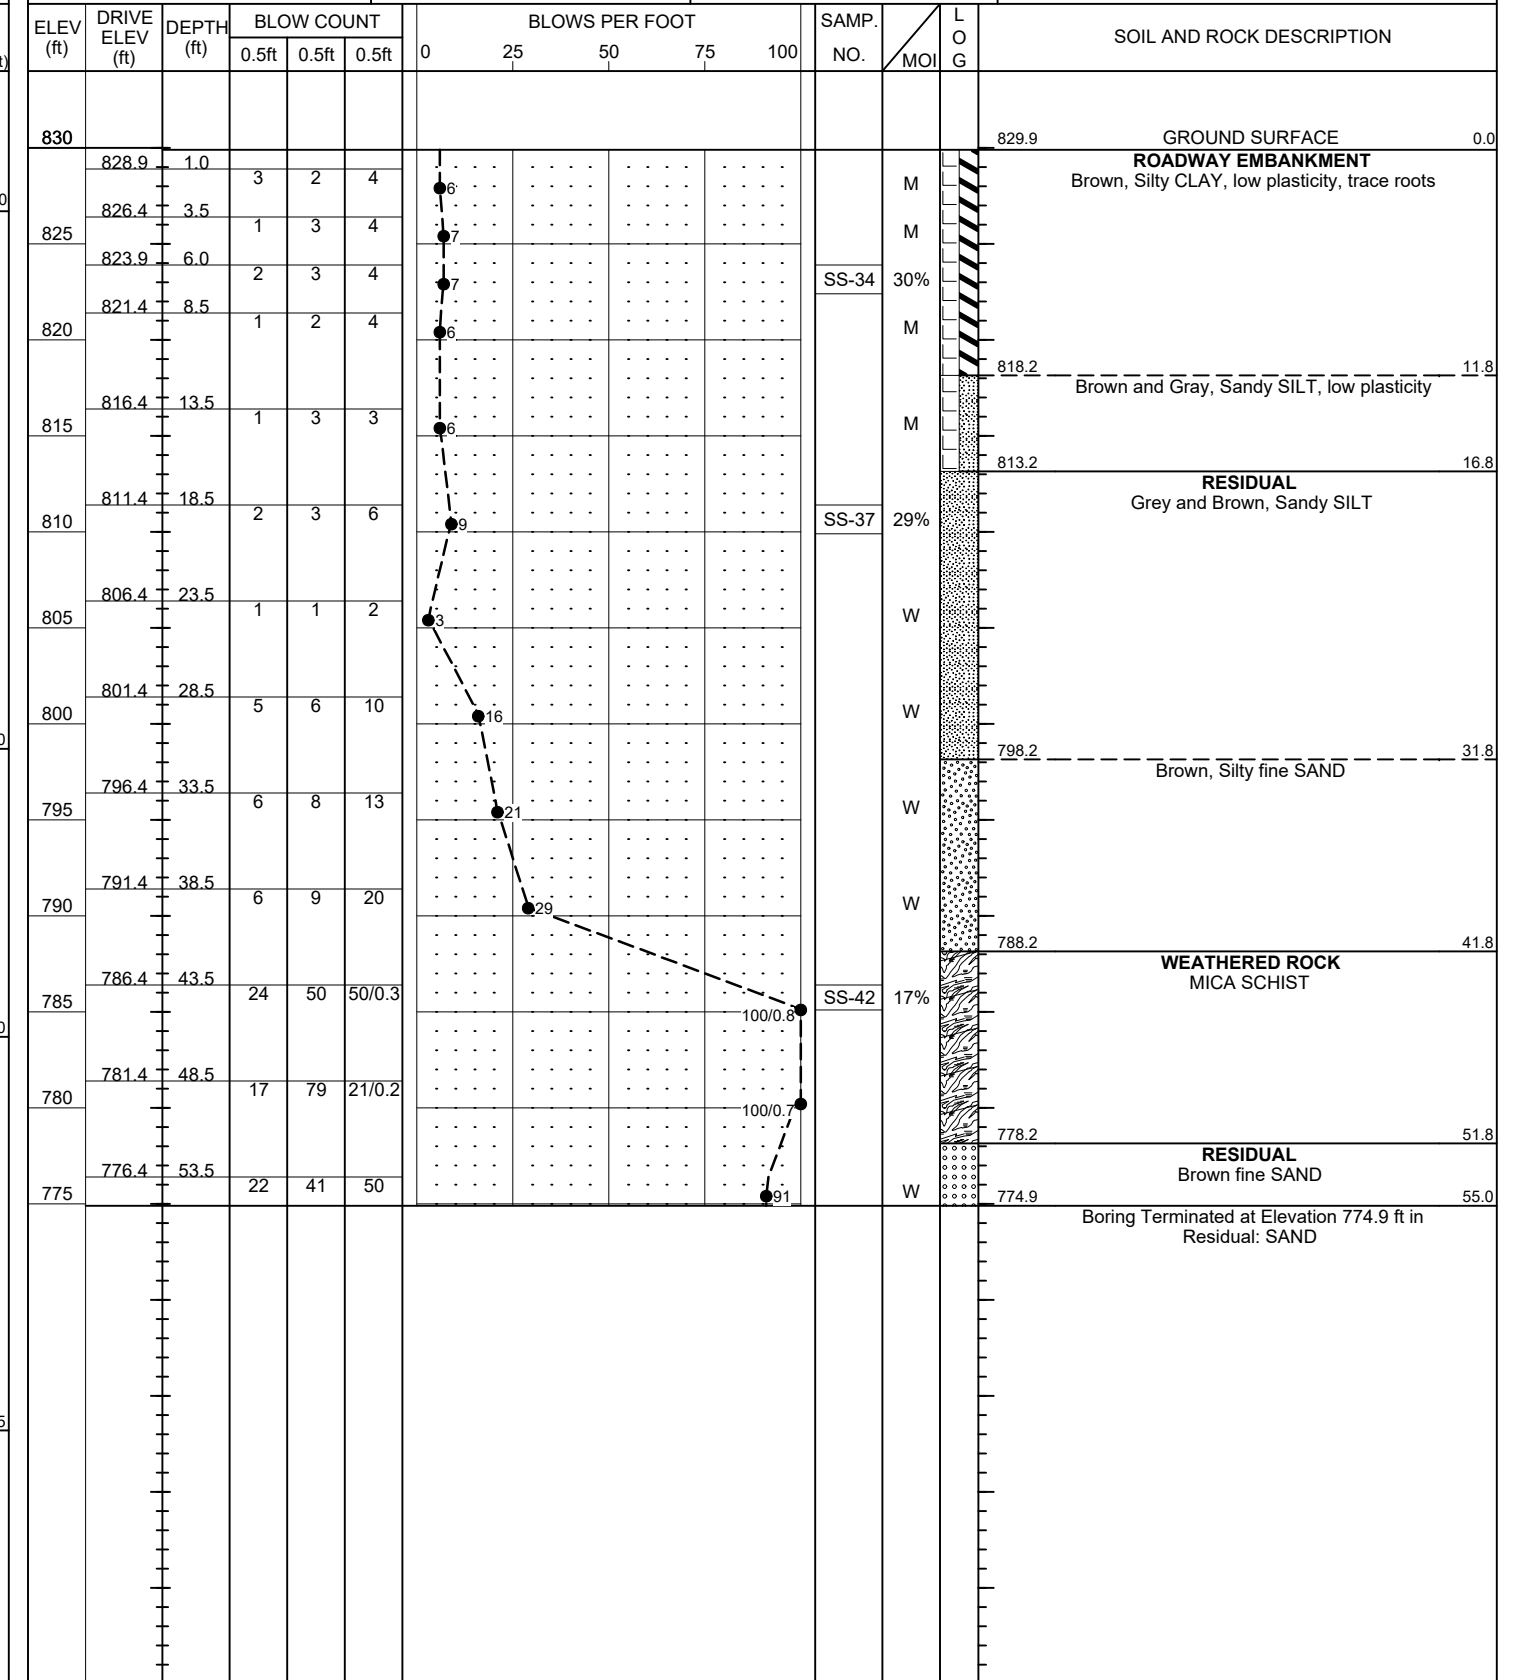 ELEV (ft) DRIVE ELEV (ft) DEPTH (ft) BLOW COUNT BLOWS PER FOOT SAMP. NO. MOI L O G SOIL AND ROCK DESCRIPTION
0.5ft 0.5ft 0.5ft 0 25 50 75 100
830 829.9 GROUND SURFACE 0.0
828.9 1.0 ROADWAY EMBANKMENT
3 2 4 6 M Brown, Silty CLAY, low plasticity, trace roots
826.4 3.5
825 1 3 4 7 M
823.9 6.0
2 3 4 7 SS-34 30%
821.4 8.5
820 1 2 4 6 M
818.2 11.8
Brown and Gray, Sandy SILT, low plasticity
816.4 13.5
815 1 3 3 6 M
813.2 16.8
RESIDUAL
811.4 18.5 Grey and Brown, Sandy SILT
810 2 3 6 9 SS-37 29%
806.4 23.5
805 1 1 2 3 W
801.4 28.5
800 5 6 10 16 W
798.2 31.8
Brown, Silty fine SAND
796.4 33.5
795 6 8 13 21 W
791.4 38.5
790 6 9 20 29 W
788.2 41.8
WEATHERED ROCK
786.4 43.5 MICA SCHIST
785 24 50 50/0.3 100/0.8 SS-42 17%
781.4 48.5
780 17 79 21/0.2 100/0.7
778.2 51.8
RESIDUAL
776.4 53.5 Brown fine SAND
775 22 41 50 91 W 774.9 55.0
Boring Terminated at Elevation 774.9 ft in
Residual: SAND